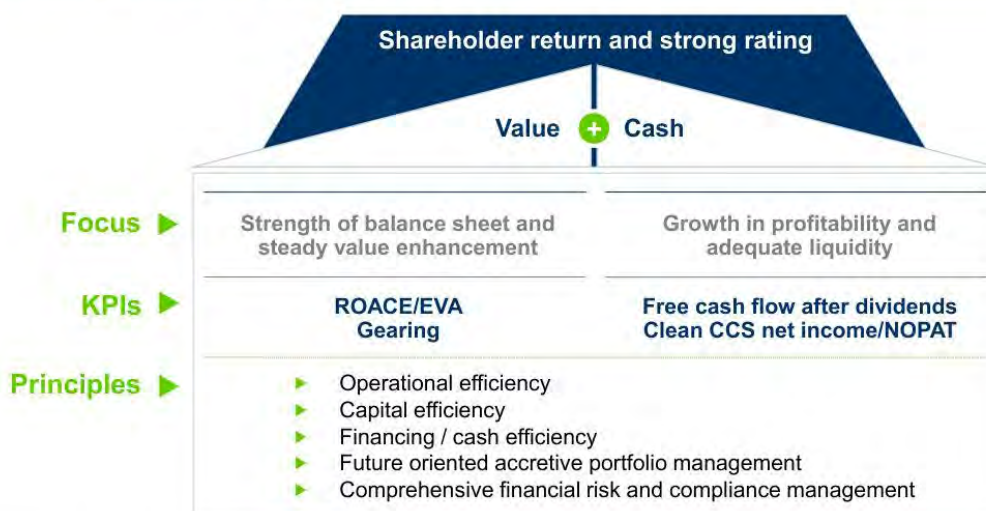 Shareholder return and strong rating
Value + Cash
Focus
Strength of balance sheet and
steady value enhancement
Growth in profitability and
adequate liquidity
KPIs
ROACE/EVA
Gearing
Free cash flow after dividends
Clean CCS net income/NOPAT
Principles
Operational efficiency
Capital efficiency
Financing / cash efficiency
Future oriented accretive portfolio management
Comprehensive financial risk and compliance management